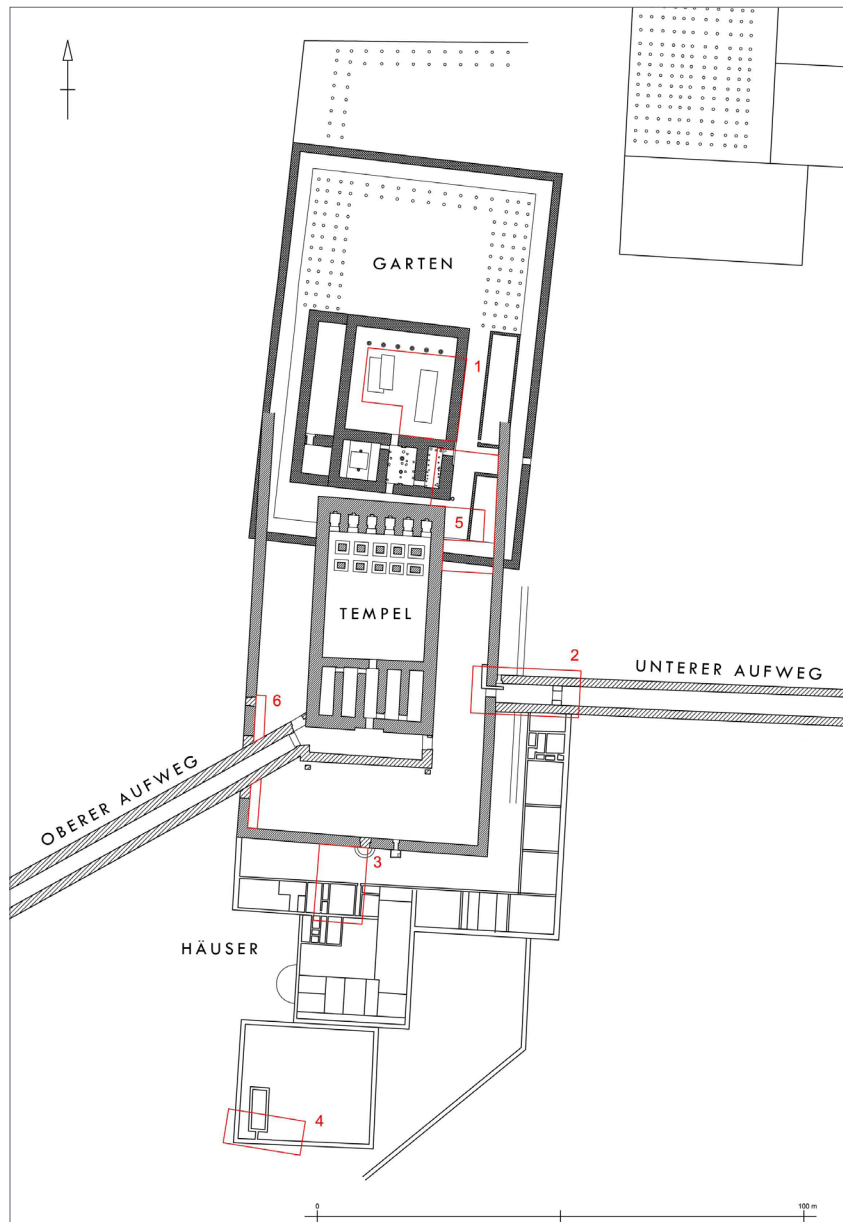 GARTEN
1
5
TEMPEL
2
UNTERER AUFWEG
6
OBERER AUFWEG
3
HÄUSER
4
0 100 m